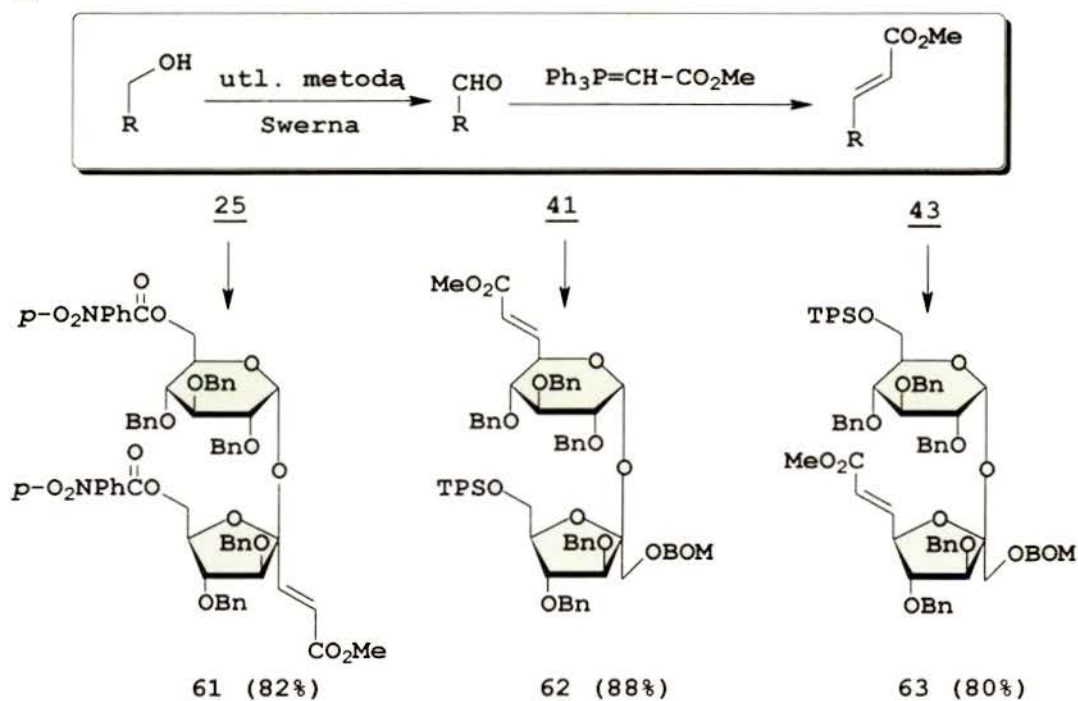 OH
utl. metodą
Swerna
R
CHO
R
Ph3P=CH-CO2Me
CO2Me
R
25
41
43
O
p-O2NPhCO
O
OBn
BnO
BnO
O
O
p-O2NPhCO
O
BnO
OBn
CO2Me
61 (82%)
MeO2C
O
OBn
BnO
BnO
O
TPSO
O
BnO
OBOM
OBn
62 (88%)
TPSO
O
OBn
BnO
BnO
MeO2C
O
O
BnO
OBOM
OBn
63 (80%)